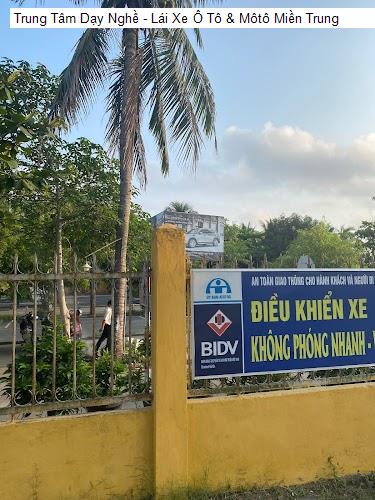 Trung Tâm Dạy Nghề - Lái Xe Ô Tô & Môtô Miền Trung
AN TOÀN GIAO THÔNG CHO HÀNH KHÁCH VÀ NGƯỜI ĐI
ĐIỀU KHIỂN XE
BIDV
KHÔNG PHÓNG NHANH -